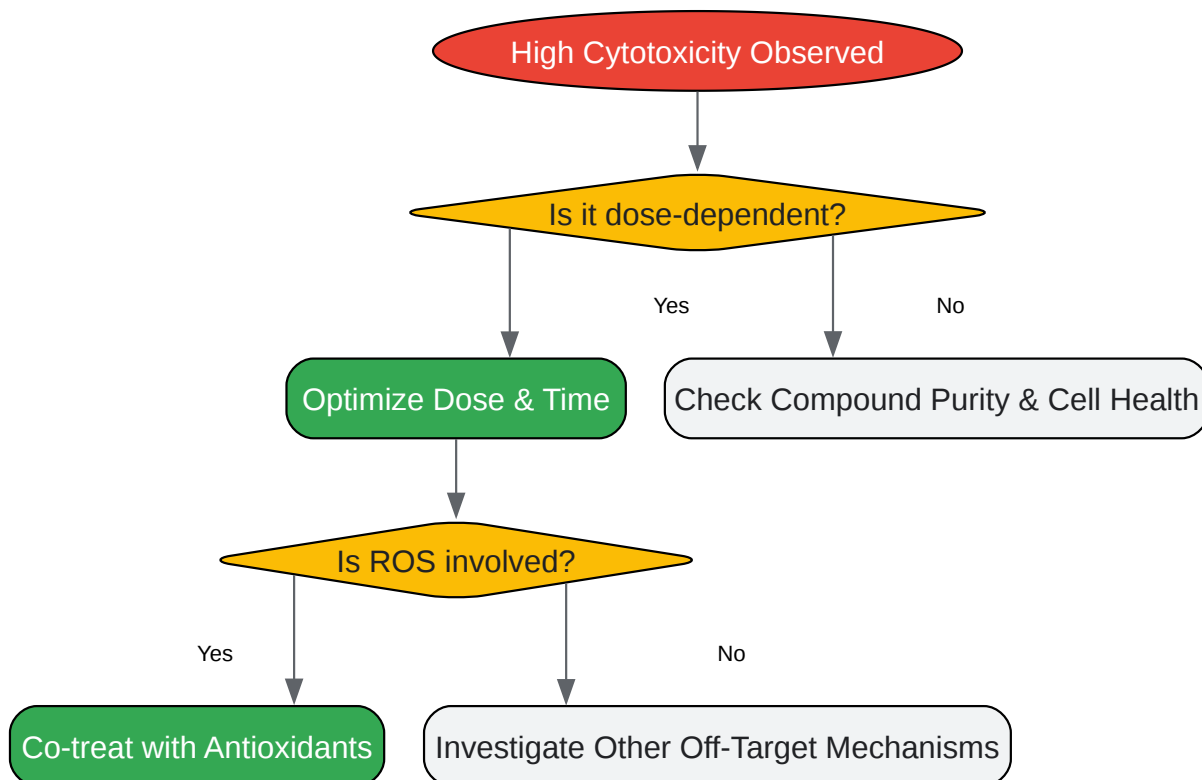 High Cytotoxicity Observed
Is it dose-dependent?
Yes
No
Optimize Dose & Time
Check Compound Purity & Cell Health
Is ROS involved?
Yes
No
Co-treat with Antioxidants
Investigate Other Off-Target Mechanisms